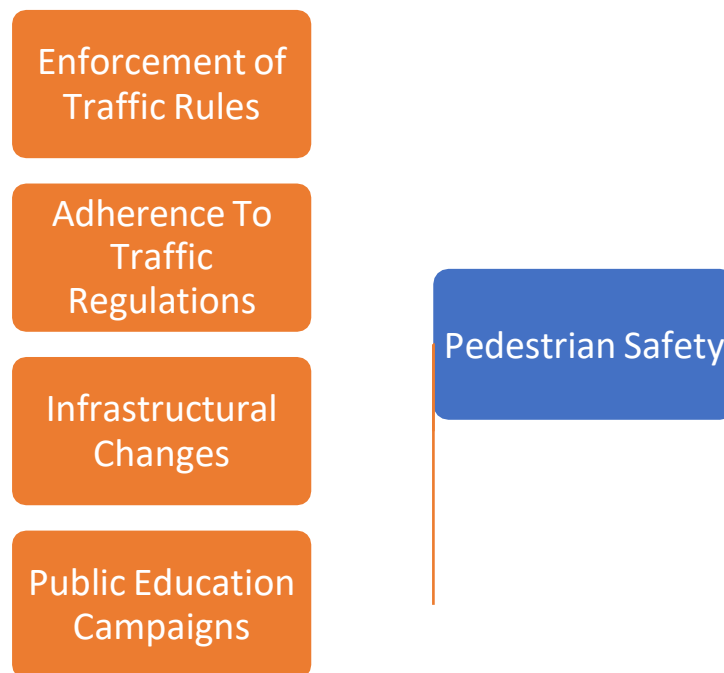 Enforcement of
Traffic Rules
Adherence To
Traffic
Regulations
Infrastructural
Changes
Public Education
Campaigns
Pedestrian Safety